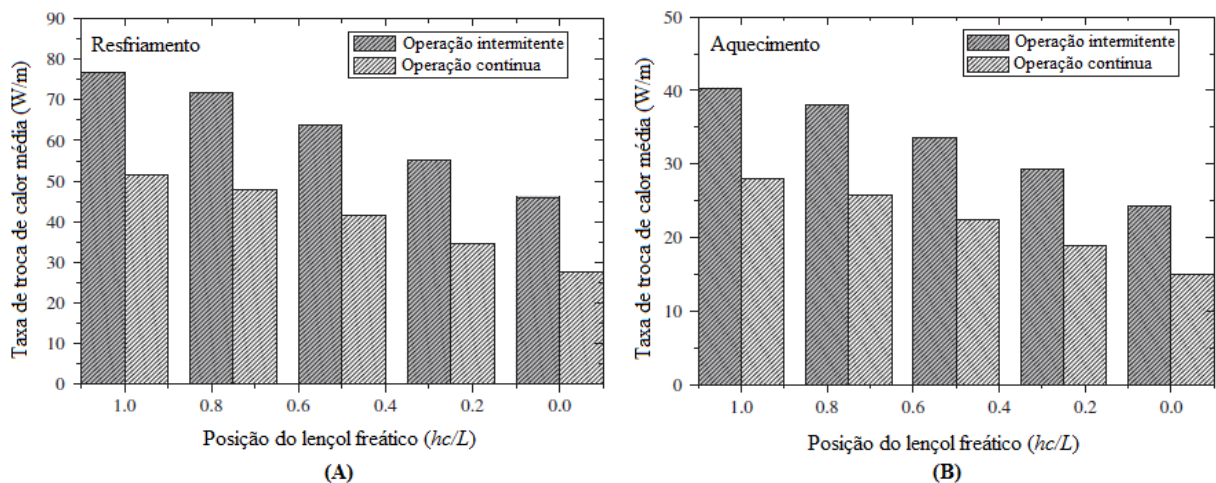 Resfriamento
Operação intermitente
Operação continua
Taxa de troca de calor média (W/m)
90
80
70
60
50
40
30
20
10
0
1.0 0.8 0.6 0.4 0.2 0.0
Posição do lençol freático (hc/L)
(A)
Aquecimento
Operação intermitente
Operação continua
Taxa de troca de calor média (W/m)
50
40
30
20
10
0
1.0 0.8 0.6 0.4 0.2 0.0
Posição do lençol freático (hc/L)
(B)